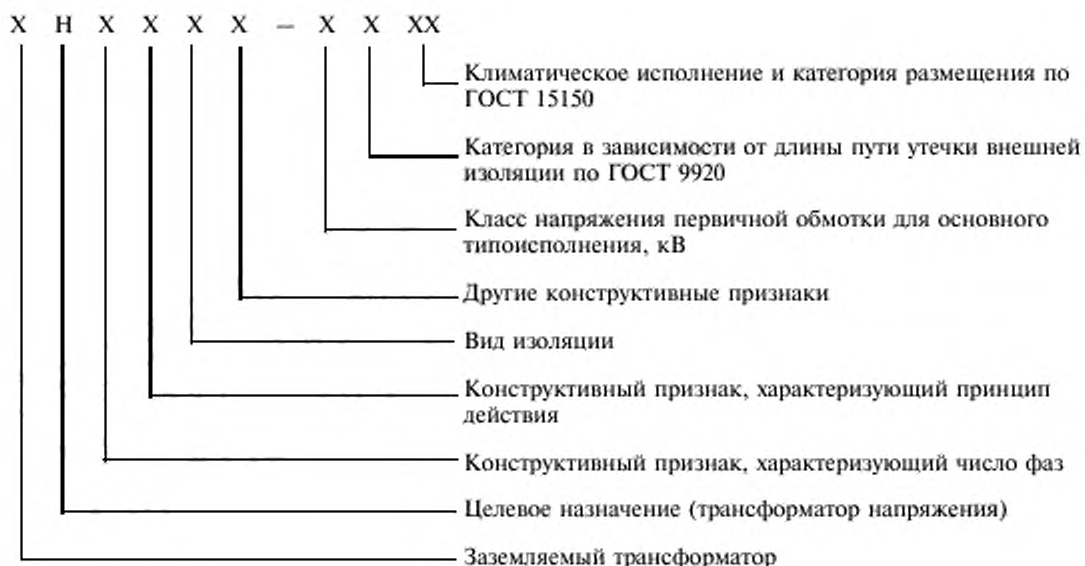 X Н X X X X — X X XX
Климатическое исполнение и категория размещения по
ГОСТ 15150
Категория в зависимости от длины пути утечки внешней
изоляции по ГОСТ 9920
Класс напряжения первичной обмотки для основного
типоисполнения, кВ
Другие конструктивные признаки
Вид изоляции
Конструктивный признак, характеризующий принцип
действия
Конструктивный признак, характеризующий число фаз
Целевое назначение (трансформатор напряжения)
Заземляемый трансформатор